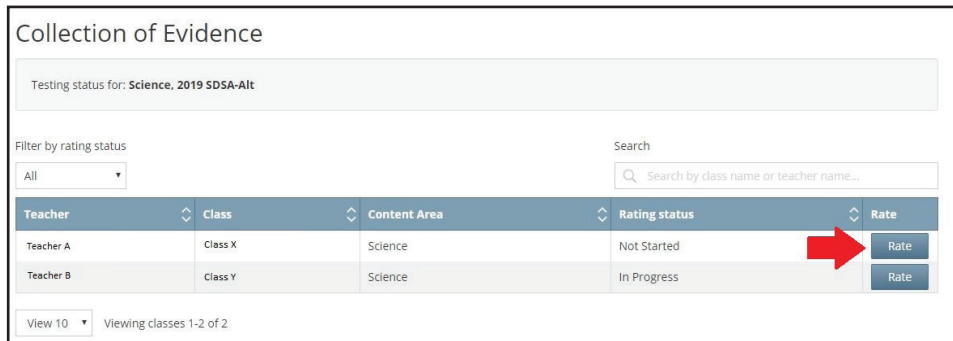 Collection of Evidence
Testing status for: Science, 2019 SDSA-Alt
Filter by rating status
Search
All
Search by class name or teacher name...
Teacher Class Content Area Rating status Rate
Teacher A Class X Science Not Started Rate
Teacher B Class Y Science In Progress Rate
View 10 Viewing classes 1-2 of 2